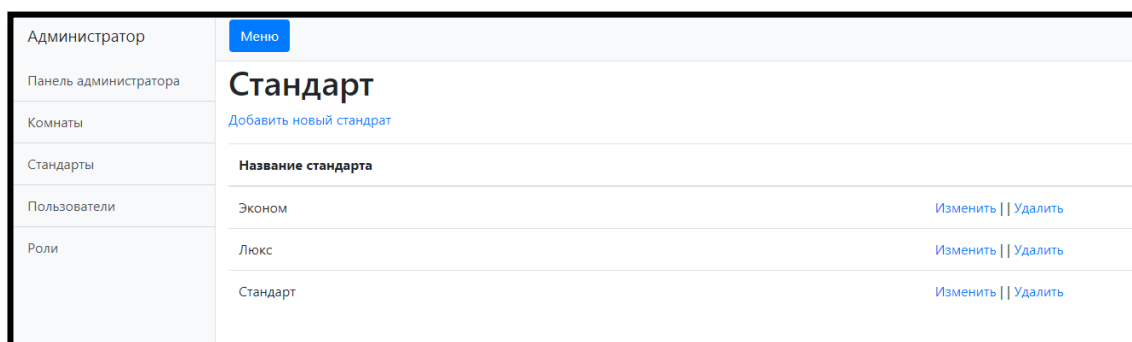 Администратор
Меню
Панель администратора
Комнаты
Стандарты
Пользователи
Роли
Стандарт
Добавить новый стандрат
Название стандарта
Эконом Изменить | | Удалить
Люкс Изменить | | Удалить
Стандарт Изменить | | Удалить